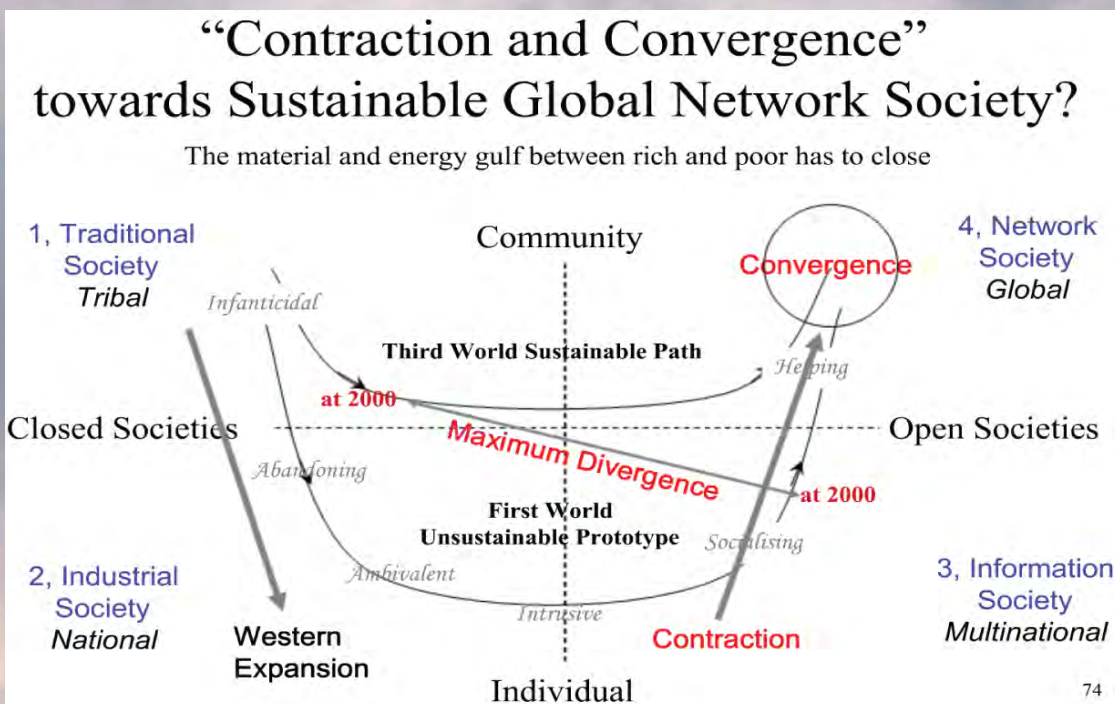 “Contraction and Convergence”
towards Sustainable Global Network Society?
The material and energy gulf between rich and poor has to close
1, Traditional
Society
Tribal
Community
Convergence
4, Network
Society
Global
Infanticidal
Third World Sustainable Path
Helping
at 2000
Closed Societies
Open Societies
Maximum Divergence
Abandoning
at 2000
First World
Unsustainable Prototype
Socialising
Ambivalent
Intrusive
2, Industrial
Society
National
3, Information
Society
Multinational
Western
Expansion
Contraction
Individual
74